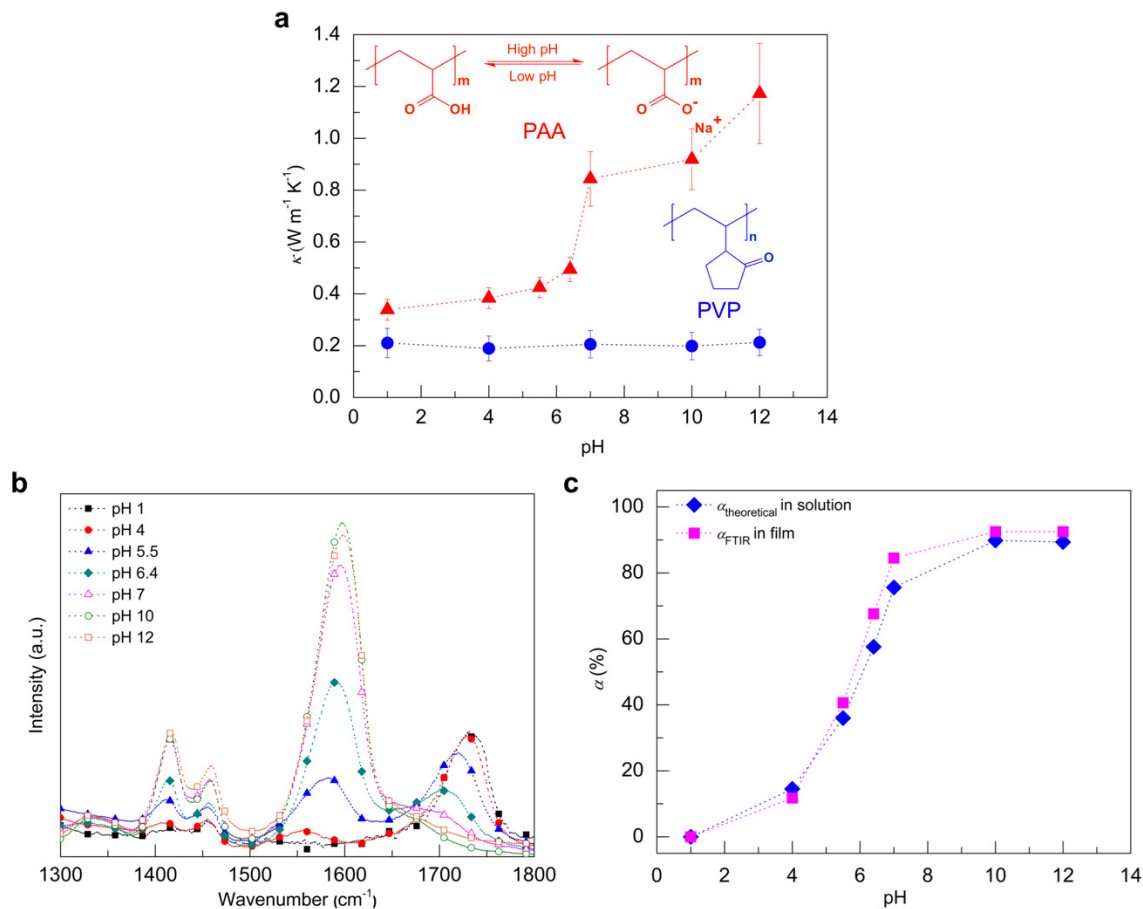 a
1.4
1.2
1.0
0.8
0.6
0.4
0.2
0.0
κ (W m⁻¹ K⁻¹)
High pH
Low pH
m
O
OH
m
O
O⁻
Na⁺
PAA
n
O
PVP
0 2 4 6 8 10 12 14
pH
b
pH 1
pH 4
pH 5.5
pH 6.4
pH 7
pH 10
pH 12
Intensity (a.u.)
1300 1400 1500 1600 1700 1800
Wavenumber (cm⁻¹)
c
α_theoretical in solution
α_FTIR in film
100
80
60
40
20
0
α (%)
0 2 4 6 8 10 12 14
pH